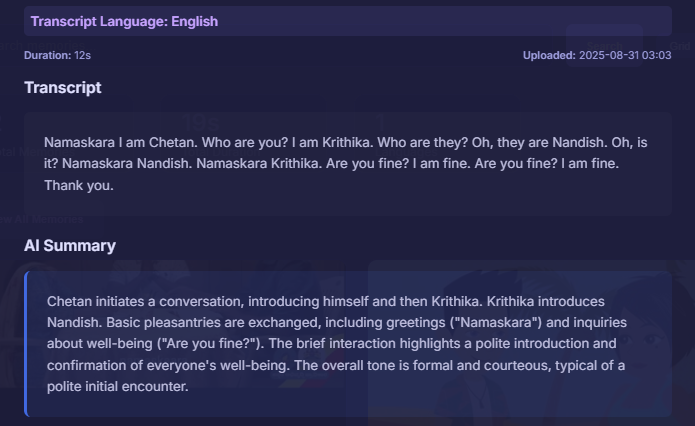 Transcript Language: English
Duration: 12s
Uploaded: 2025-08-31 03:03
Transcript
Namaskara I am Chetan. Who are you? I am Krithika. Who are they? Oh, they are Nandish. Oh, is
it? Namaskara Nandish. Namaskara Krithika. Are you fine? I am fine. Are you fine? I am fine.
Thank you.
AI Summary
Chetan initiates a conversation, introducing himself and then Krithika. Krithika introduces
Nandish. Basic pleasantries are exchanged, including greetings ("Namaskara") and inquiries
about well-being ("Are you fine?"). The brief interaction highlights a polite introduction and
confirmation of everyone's well-being. The overall tone is formal and courteous, typical of a
polite initial encounter.